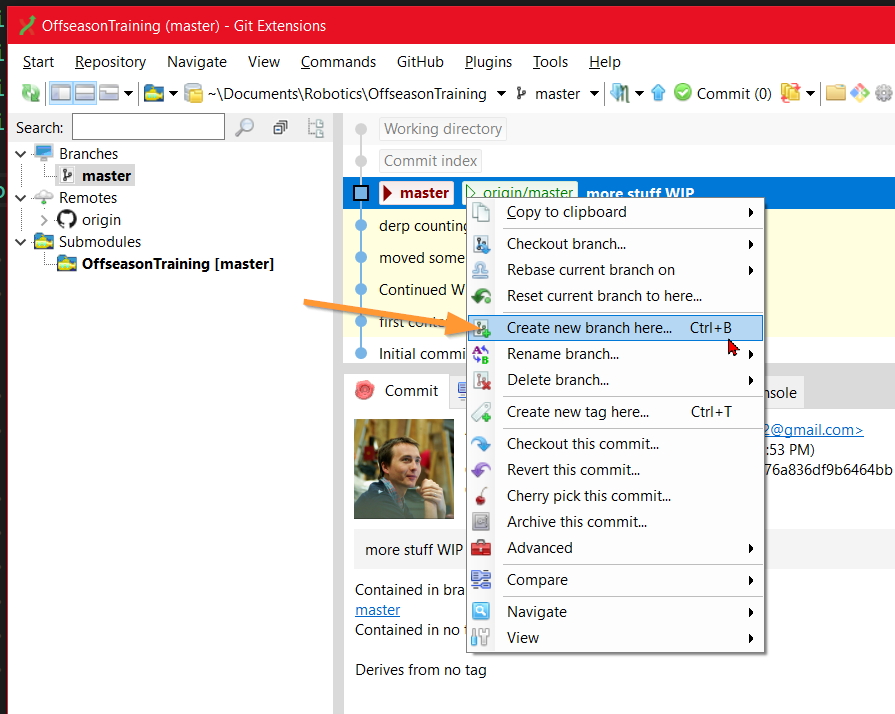 OffseasonTraining (master) - Git Extensions
Start Repository Navigate View Commands GitHub Plugins Tools Help
~\Documents\Robotics\OffseasonTraining master Commit (0)
Search:
Branches
master
Remotes
origin
Submodules
OffseasonTraining [master]
Working directory
Commit index
master origin/master more stuff WIP
derp counting
moved some
Continued W
first
Initial commi
Copy to clipboard
Checkout branch...
Rebase current branch on
Reset current branch to here...
Create new branch here... Ctrl+B
Rename branch...
Delete branch...
Create new tag here... Ctrl+T
Checkout this commit...
Revert this commit...
Cherry pick this commit...
Archive this commit...
Advanced
Compare
Navigate
View
Commit
nsole
2@gmail.com>
:53 PM)
76a836df9b6464bb
more stuff WIP
Contained in bra
master
Contained in no t
Derives from no tag